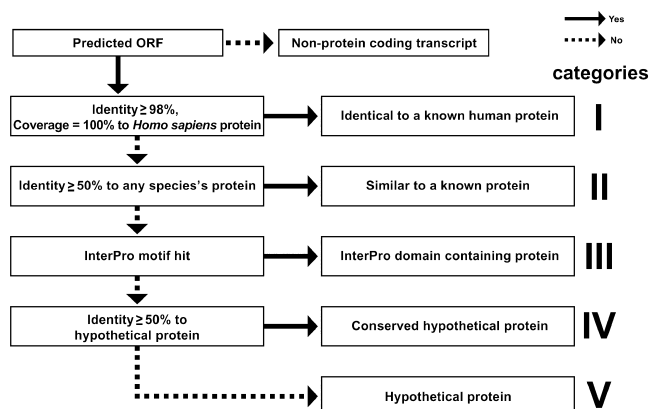 Yes
No
categories
Predicted ORF
Non-protein coding transcript
Identity ≥ 98%,
Coverage = 100% to Homo sapiens protein
Identical to a known human protein
I
Identity ≥ 50% to any species's protein
Similar to a known protein
II
InterPro motif hit
InterPro domain containing protein
III
Identity ≥ 50% to
hypothetical protein
Conserved hypothetical protein
IV
Hypothetical protein
V